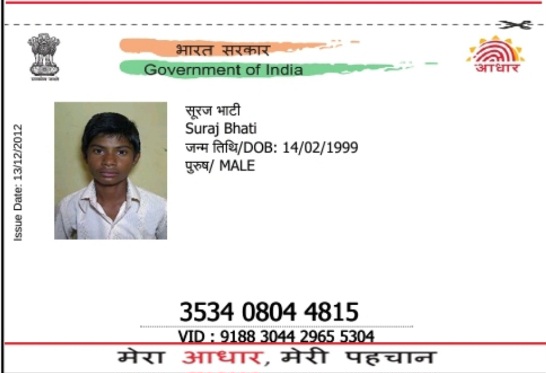 भारत सरकार
Government of India
आधार
Issue Date: 13/12/2012
सूरज भाटी
Suraj Bhati
जन्म तिथि/DOB: 14/02/1999
पुरुष/ MALE
3534 0804 4815
VID : 9188 3044 2965 5304
मेरा आधार, मेरी पहचान